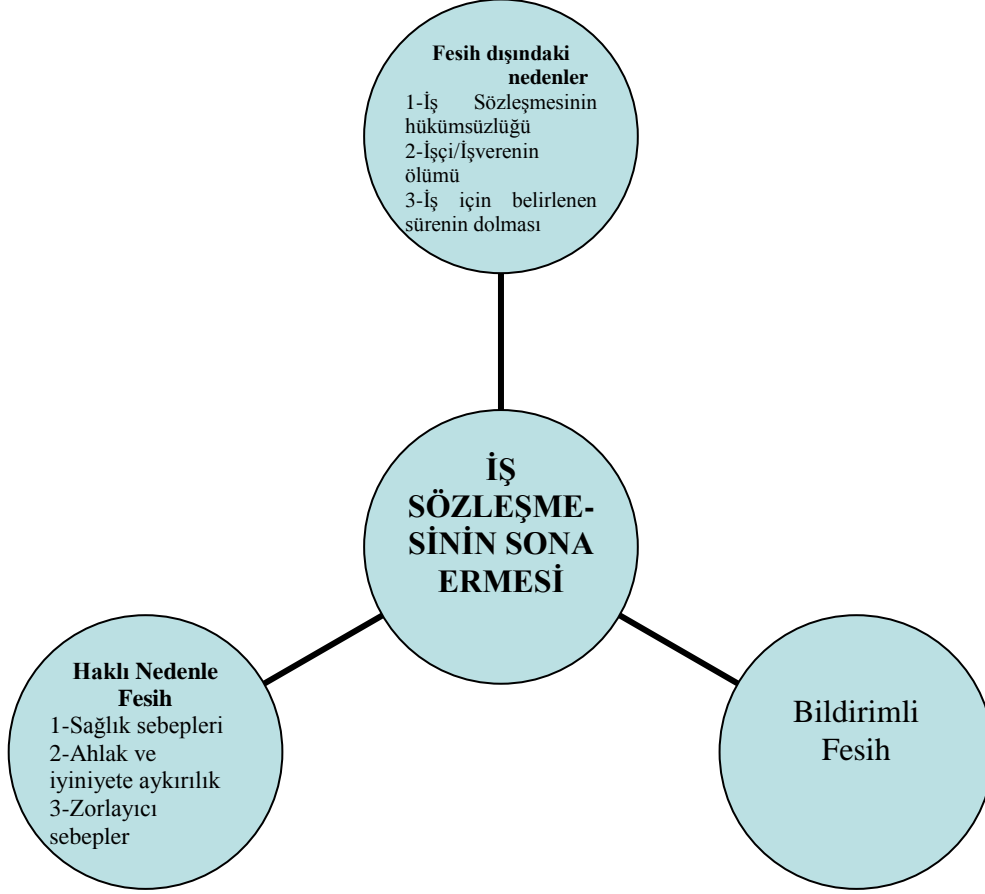 Fesih dışındaki
nedenler
1-İş Sözleşmesinin
hükümsüzlüğü
2-İşçi/İşverenin
ölümü
3-İş için belirlenen
sürenin dolması
İŞ
SÖZLEŞME-
SİNİN SONA
ERMESİ
Haklı Nedenle
Fesih
1-Sağlık sebepleri
2-Ahlak ve
iyiniyete aykırılık
3-Zorlayıcı
sebepler
Bildirimli
Fesih